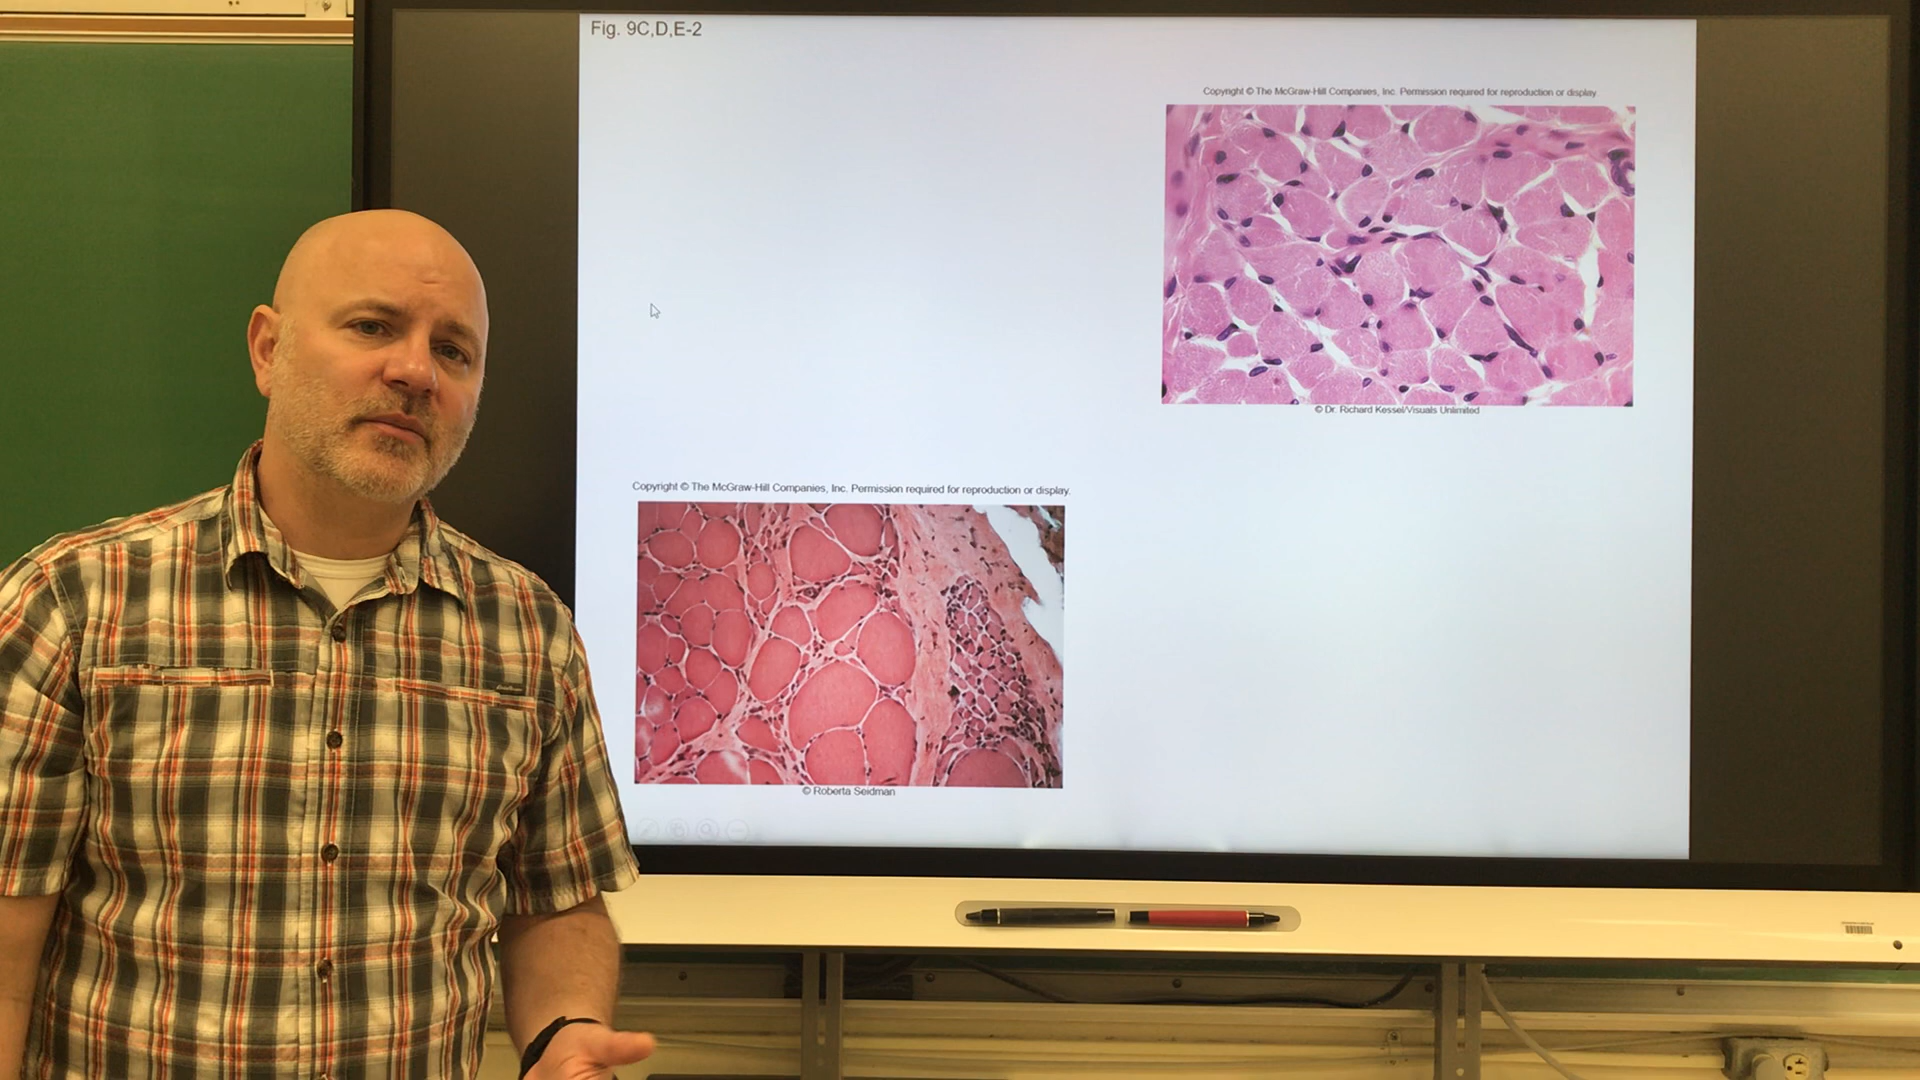 Fig. 9C,D,E-2
Copyright © The McGraw-Hill Companies, Inc. Permission required for reproduction or display
© Dr. Richard Kessel/Visuals Unlimited
Copyright © The McGraw-Hill Companies, Inc. Permission required for reproduction or display.
© Roberta Seidman